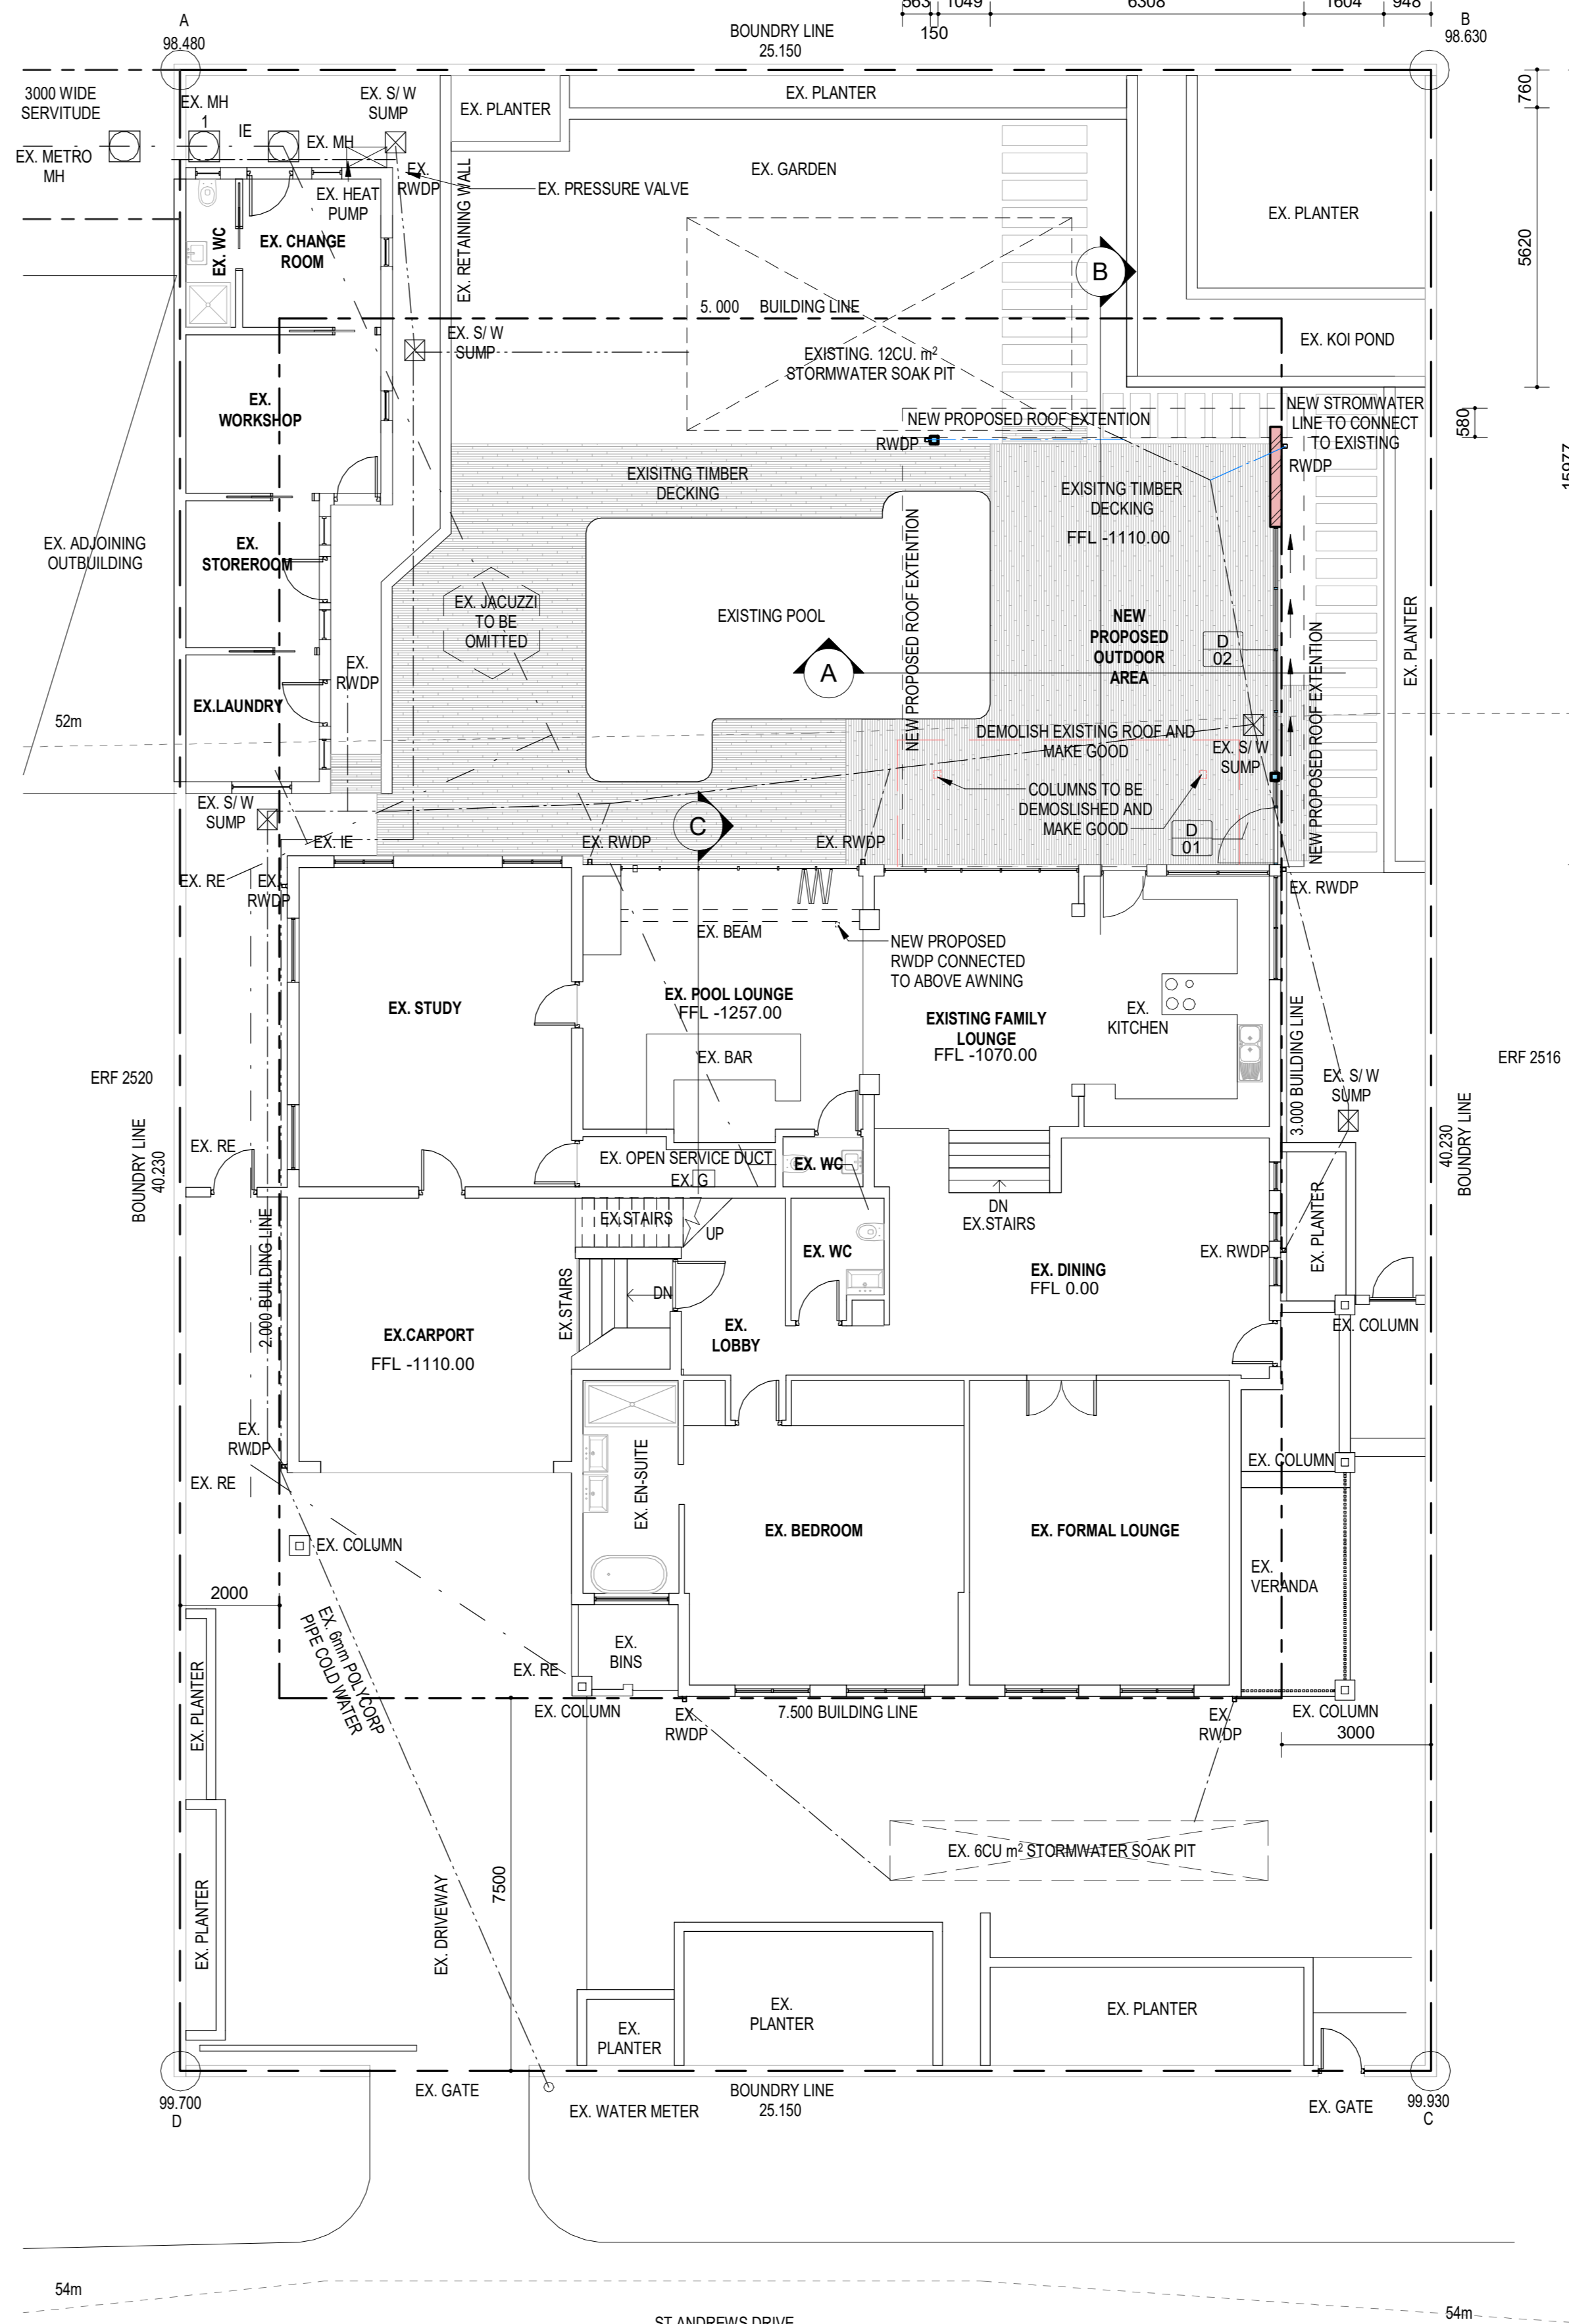 563
1049
6308
1604
948
150
A
98.480
BOUNDRY LINE
25.150
B
98.630
3000 WIDE
SERVITUDE
EX. METRO
MH
EX. MH
1
IE
EX. MH
EX. S/ W
SUMP
EX.
RWDP
EX. HEAT
PUMP
EX. PRESSURE VALVE
EX. PLANTER
EX. PLANTER
EX. GARDEN
EX. PLANTER
760
5620
580
15977
EX. WC
EX. CHANGE
ROOM
EX. RETAINING WALL
B
5. 000 BUILDING LINE
EX. S/ W
SUMP
EXISTING. 12CU. m²
STORMWATER SOAK PIT
EX. KOI POND
EX.
WORKSHOP
NEW PROPOSED ROOF EXTENTION
RWDP
NEW STROMWATER
LINE TO CONNECT
TO EXISTING
RWDP
EXISITNG TIMBER
DECKING
EXISITNG TIMBER
DECKING
FFL -1110.00
EX. ADJOINING
OUTBUILDING
EX.
STOREROOM
EX. JACUZZI
TO BE
OMITTED
EXISTING POOL
NEW PROPOSED ROOF EXTENTION
NEW
PROPOSED
OUTDOOR
AREA
D
02
A
NEW PROPOSED ROOF EXTENTION
EX. PLANTER
EX.
RWDP
EX.LAUNDRY
52m
DEMOLISH EXISTING ROOF AND
MAKE GOOD
EX. S/ W
SUMP
COLUMNS TO BE
DEMOSLISHED AND
MAKE GOOD
D
01
EX. S/ W
SUMP
EX. IE
C
EX. RWDP
EX. RWDP
EX. RE
EX.
RWDP
EX. RWDP
EX. BEAM
NEW PROPOSED
RWDP CONNECTED
TO ABOVE AWNING
EX. STUDY
EX. POOL LOUNGE
FFL -1257.00
EXISTING FAMILY
LOUNGE
FFL -1070.00
EX.
KITCHEN
EX. BAR
3.000 BUILDING LINE
ERF 2520
ERF 2516
EX. S/ W
SUMP
BOUNDRY LINE
40.230
40.230
BOUNDRY LINE
EX. RE
EX. OPEN SERVICE DUCT
EX. G
EX. WC
DN
EX.STAIRS
EX.STAIRS
UP
EX. WC
EX. RWDP
EX. PLANTER
2.000 BUILDING LINE
EX.STAIRS
DN
EX. DINING
FFL 0.00
EX.CARPORT
FFL -1110.00
EX.
LOBBY
EX. COLUMN
EX.
RWDP
EX. RE
EX. COLUMN
EX. EN-SUITE
EX. BEDROOM
EX. FORMAL LOUNGE
EX. COLUMN
EX.
VERANDA
2000
EX. 6mm POLYCORP
PIPE COLD WATER
EX.
BINS
EX. RE
EX. PLANTER
EX. COLUMN
EX.
RWDP
7.500 BUILDING LINE
EX.
RWDP
EX. COLUMN
3000
EX. 6CU m² STORMWATER SOAK PIT
7500
EX. DRIVEWAY
EX. PLANTER
EX.
PLANTER
EX.
PLANTER
EX. PLANTER
99.700
D
EX. GATE
EX. WATER METER
BOUNDRY LINE
25.150
EX. GATE
99.930
C
54m
54m
ST ANDREWS DRIVE